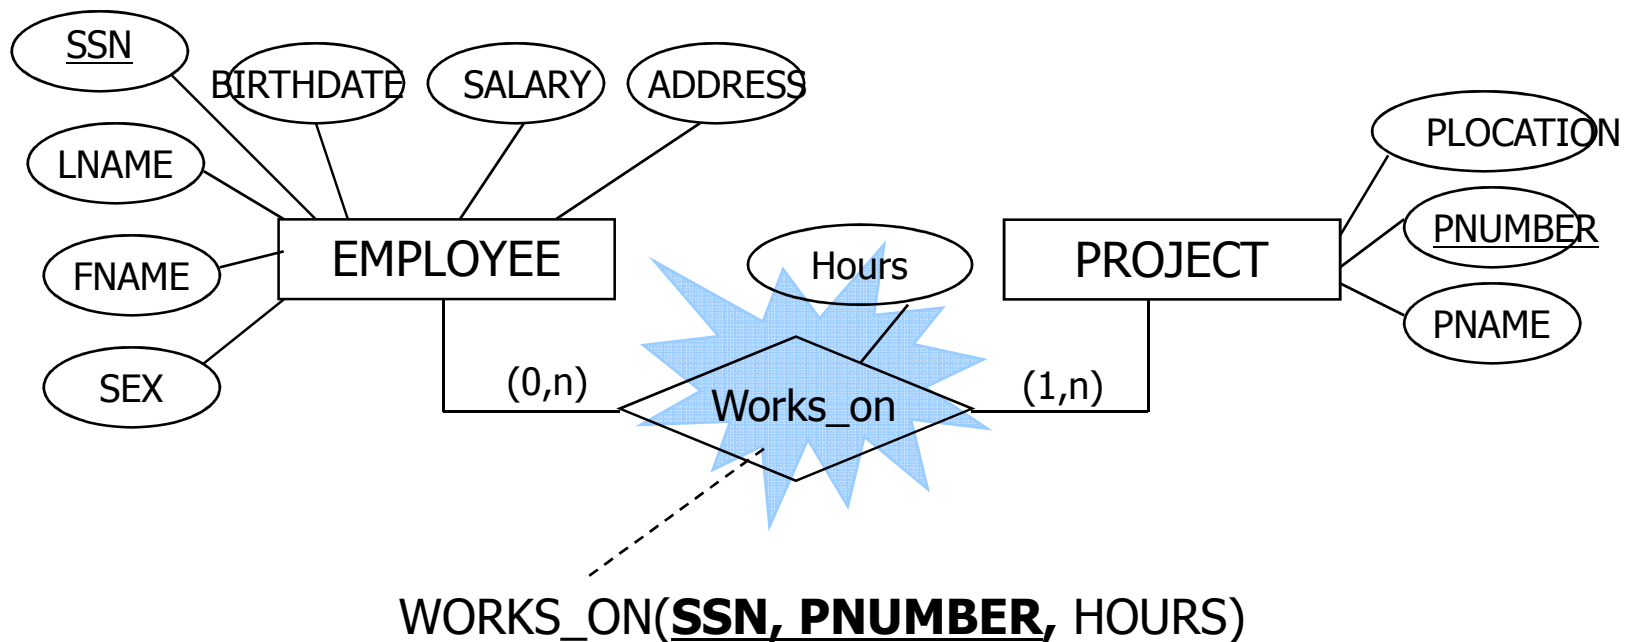 SSN
BIRTHDATE
SALARY
ADDRESS
PLOCATION
LNAME
PNUMBER
EMPLOYEE
Hours
PROJECT
FNAME
PNAME
SEX
(0,n)
Works_on
(1,n)
WORKS_ON(SSN, PNUMBER, HOURS)